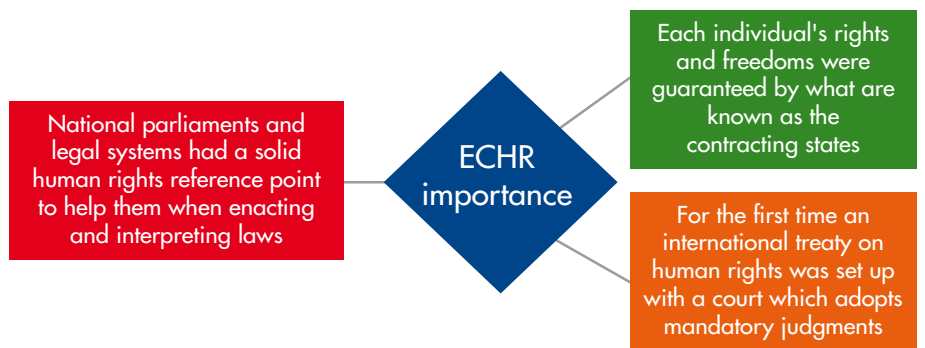 National parliaments and
legal systems had a solid
human rights reference point
to help them when enacting
and interpreting laws
ECHR
importance
Each individual's rights
and freedoms were
guaranteed by what are
known as the
contracting states
For the first time an
international treaty on
human rights was set up
with a court which adopts
mandatory judgments